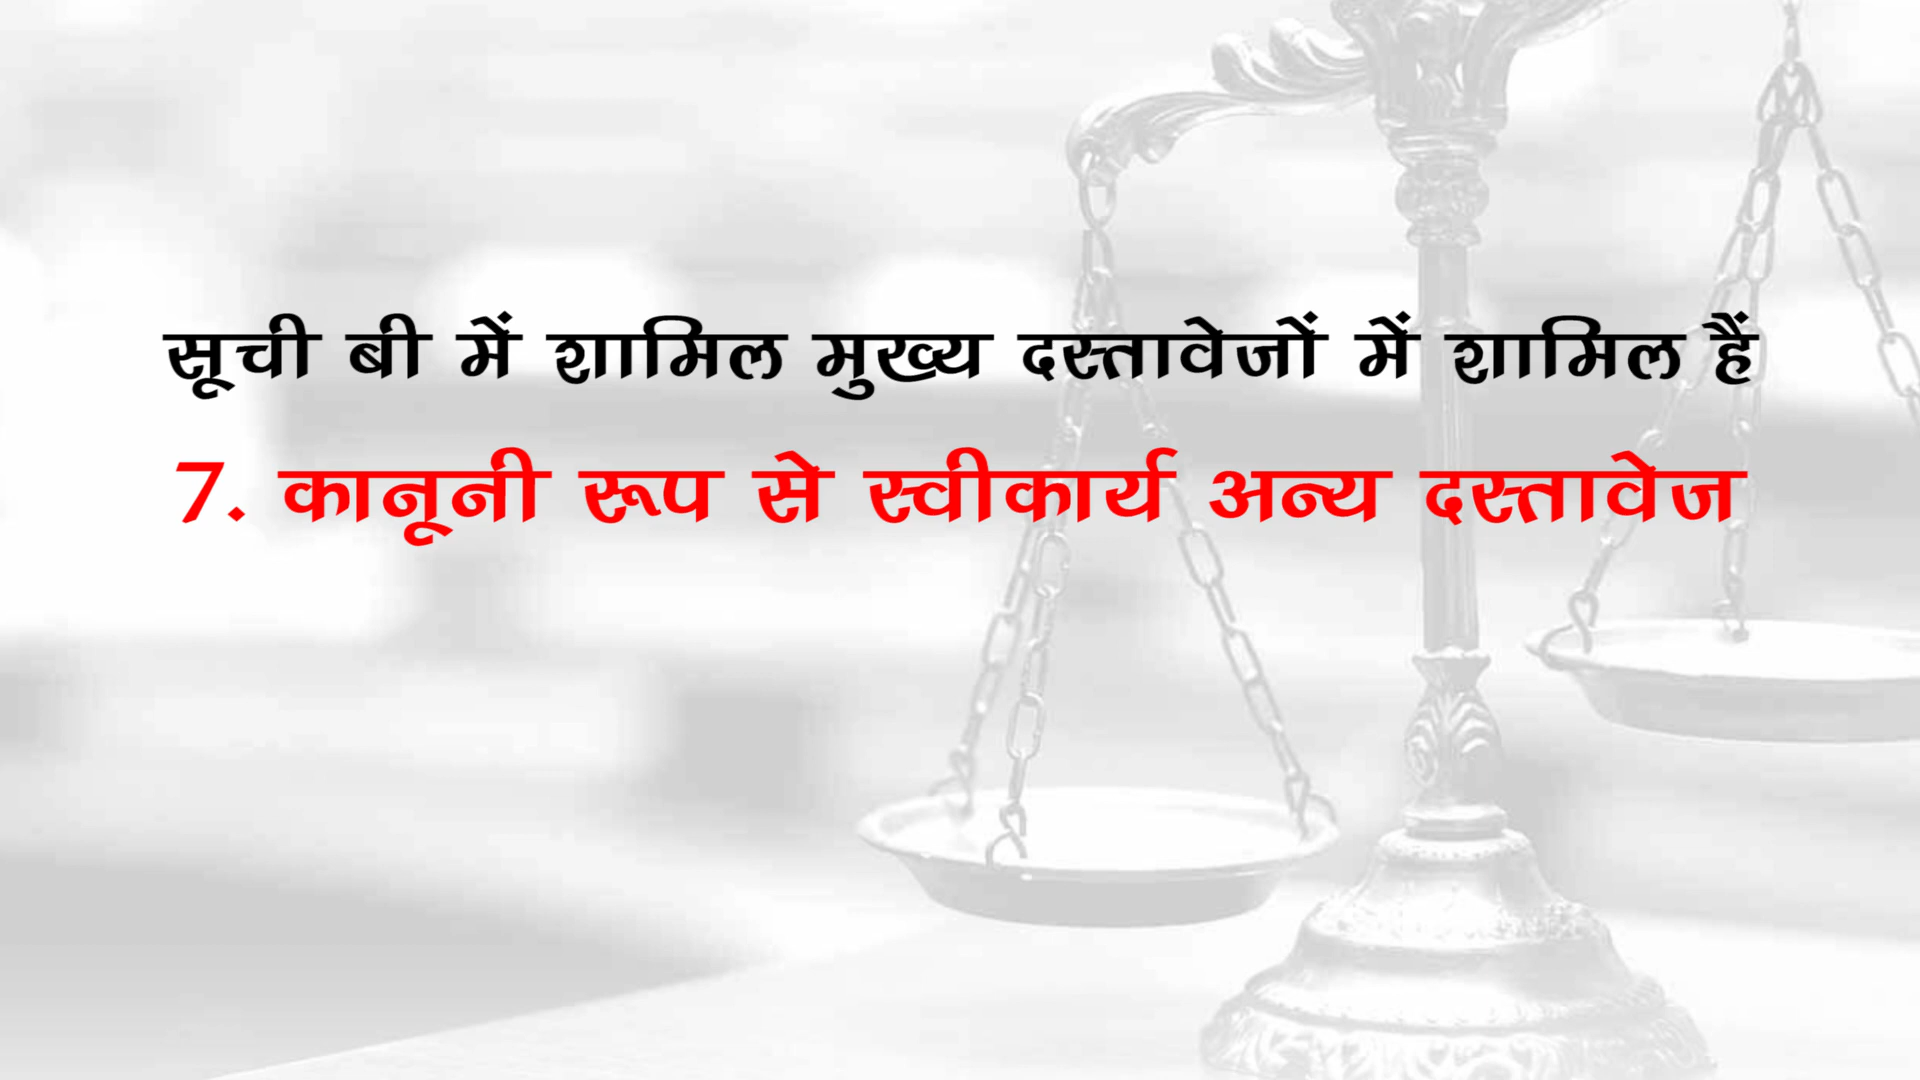 सूची बी में शामिल मुख्य दस्तावेजों में शामिल हैं
7. कानूनी रूप से स्वीकार्य अन्य दस्तावेज